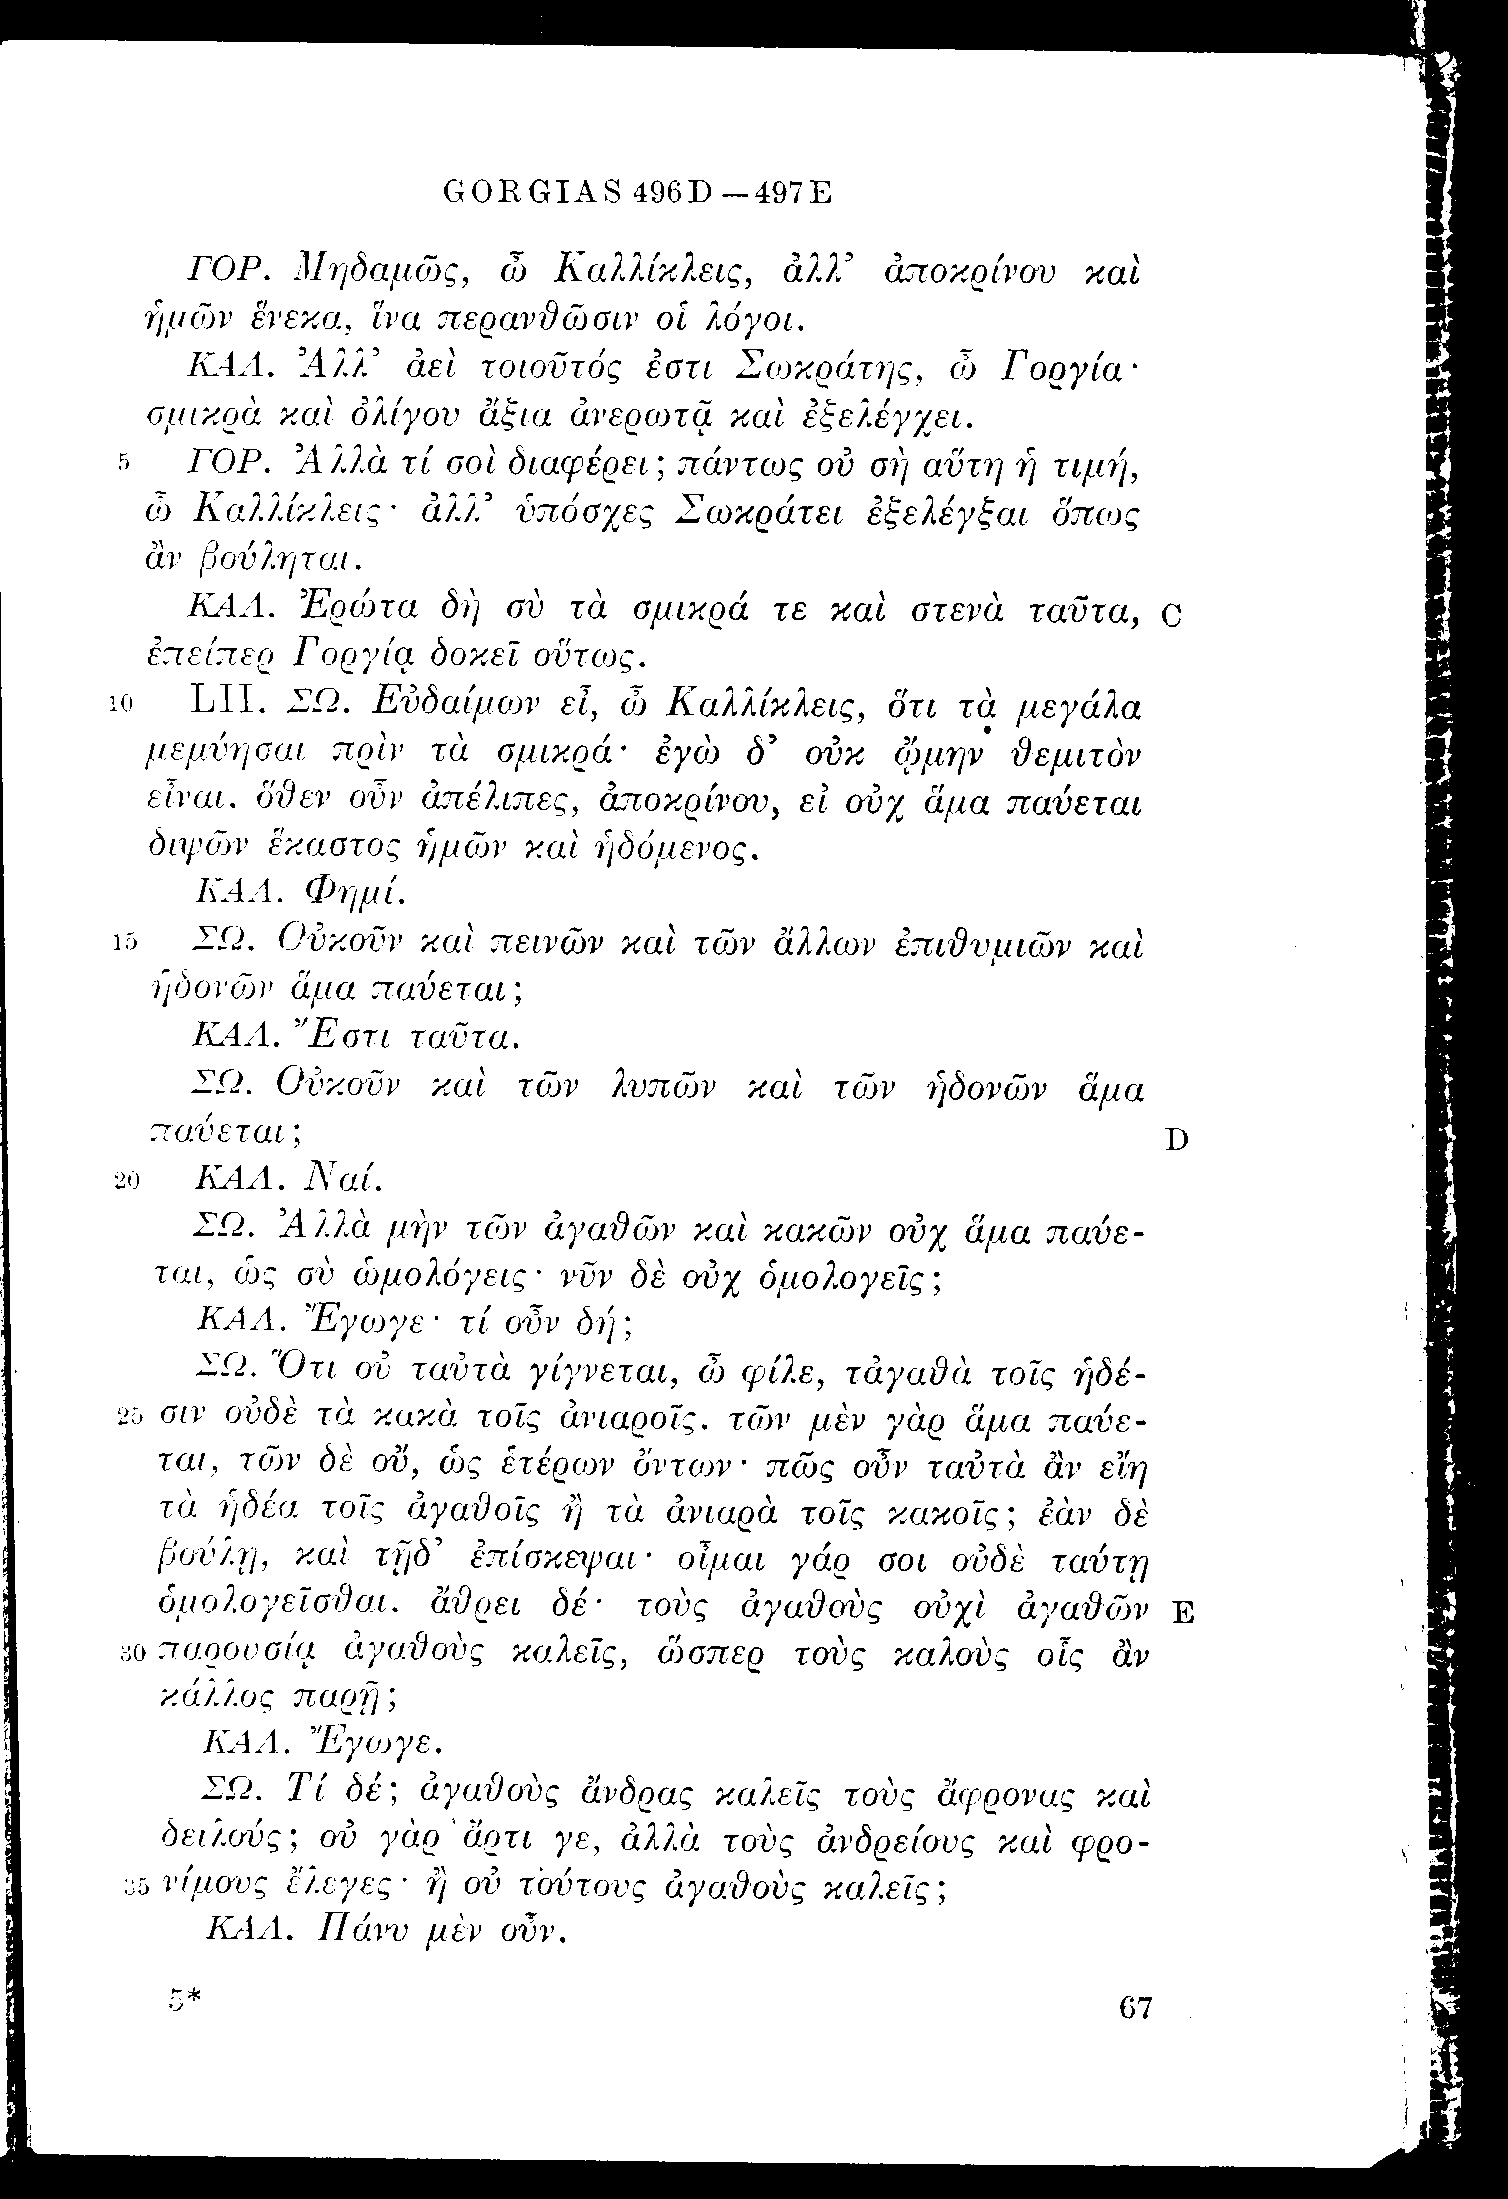 GORGIAS 496D—497E
ΓΟΡ. Μηδαμῶς, ὦ Καλλίκλεις, ἀλλ’ ἀποκρίνου καὶ
ἡμῶν ἕνεκα, ἵνα περανθῶσιν οἱ λόγοι.
ΚΑΛ. Ἀλλ’ ἀεὶ τοιοῦτός ἐστι Σωκράτης, ὦ Γοργία·
σμικρὰ καὶ ὀλίγου ἄξια ἀνερωτᾷ καὶ ἐξελέγχει.
5 ΓΟΡ. Ἀλλὰ τί σοὶ διαφέρει; πάντως οὐ σὴ αὕτη ἡ τιμή,
ὦ Καλλίκλεις· ἀλλ’ ὑπόσχες Σωκράτει ἐξελέγξαι ὅπως
ἂν βούληται.
ΚΑΛ. Ἐρώτα δὴ σὺ τὰ σμικρά τε καὶ στενὰ ταῦτα, C
ἐπείπερ Γοργίᾳ δοκεῖ οὕτως.
10 LII. ΣΩ. Εὐδαίμων εἶ, ὦ Καλλίκλεις, ὅτι τὰ μεγάλα
μεμύησαι πρὶν τὰ σμικρά· ἐγὼ δ’ οὐκ ᾤμην θεμιτὸν
εἶναι. ὅθεν οὖν ἀπέλιπες, ἀποκρίνου, εἰ οὐχ ἅμα παύεται
διψῶν ἕκαστος ἡμῶν καὶ ἡδόμενος.
ΚΑΛ. Φημί.
15 ΣΩ. Οὐκοῦν καὶ πεινῶν καὶ τῶν ἄλλων ἐπιθυμιῶν καὶ
ἡδονῶν ἅμα παύεται;
ΚΑΛ. Ἔστι ταῦτα.
ΣΩ. Οὐκοῦν καὶ τῶν λυπῶν καὶ τῶν ἡδονῶν ἅμα
παύεται; D
20 ΚΑΛ. Ναί.
ΣΩ. Ἀλλὰ μὴν τῶν ἀγαθῶν καὶ κακῶν οὐχ ἅμα παύε-
ται, ὡς σὺ ὡμολόγεις· νῦν δὲ οὐχ ὁμολογεῖς;
ΚΑΛ. Ἔγωγε· τί οὖν δή;
ΣΩ. Ὅτι οὐ ταὐτὰ γίγνεται, ὦ φίλε, τἀγαθὰ τοῖς ἡδέ-
25 σιν οὐδὲ τὰ κακὰ τοῖς ἀνιαροῖς. τῶν μὲν γὰρ ἅμα παύε-
ται, τῶν δὲ οὔ, ὡς ἑτέρων ὄντων· πῶς οὖν ταὐτὰ ἂν εἴη
τὰ ἡδέα τοῖς ἀγαθοῖς ἢ τὰ ἀνιαρὰ τοῖς κακοῖς; ἐὰν δὲ
βούλῃ, καὶ τῇδ’ ἐπίσκεψαι· οἶμαι γάρ σοι οὐδὲ ταύτῃ
ὁμολογεῖσθαι. ἄθρει δέ· τοὺς ἀγαθοὺς οὐχὶ ἀγαθῶν E
30 παρουσίᾳ ἀγαθοὺς καλεῖς, ὥσπερ τοὺς καλοὺς οἷς ἂν
κάλλος παρῇ;
ΚΑΛ. Ἔγωγε.
ΣΩ. Τί δέ; ἀγαθοὺς ἄνδρας καλεῖς τοὺς ἄφρονας καὶ
δειλούς; οὐ γὰρ ἄρτι γε, ἀλλὰ τοὺς ἀνδρείους καὶ φρο-
35 νίμους ἔλεγες· ἢ οὐ τούτους ἀγαθοὺς καλεῖς;
ΚΑΛ. Πάνυ μὲν οὖν.
5* 67